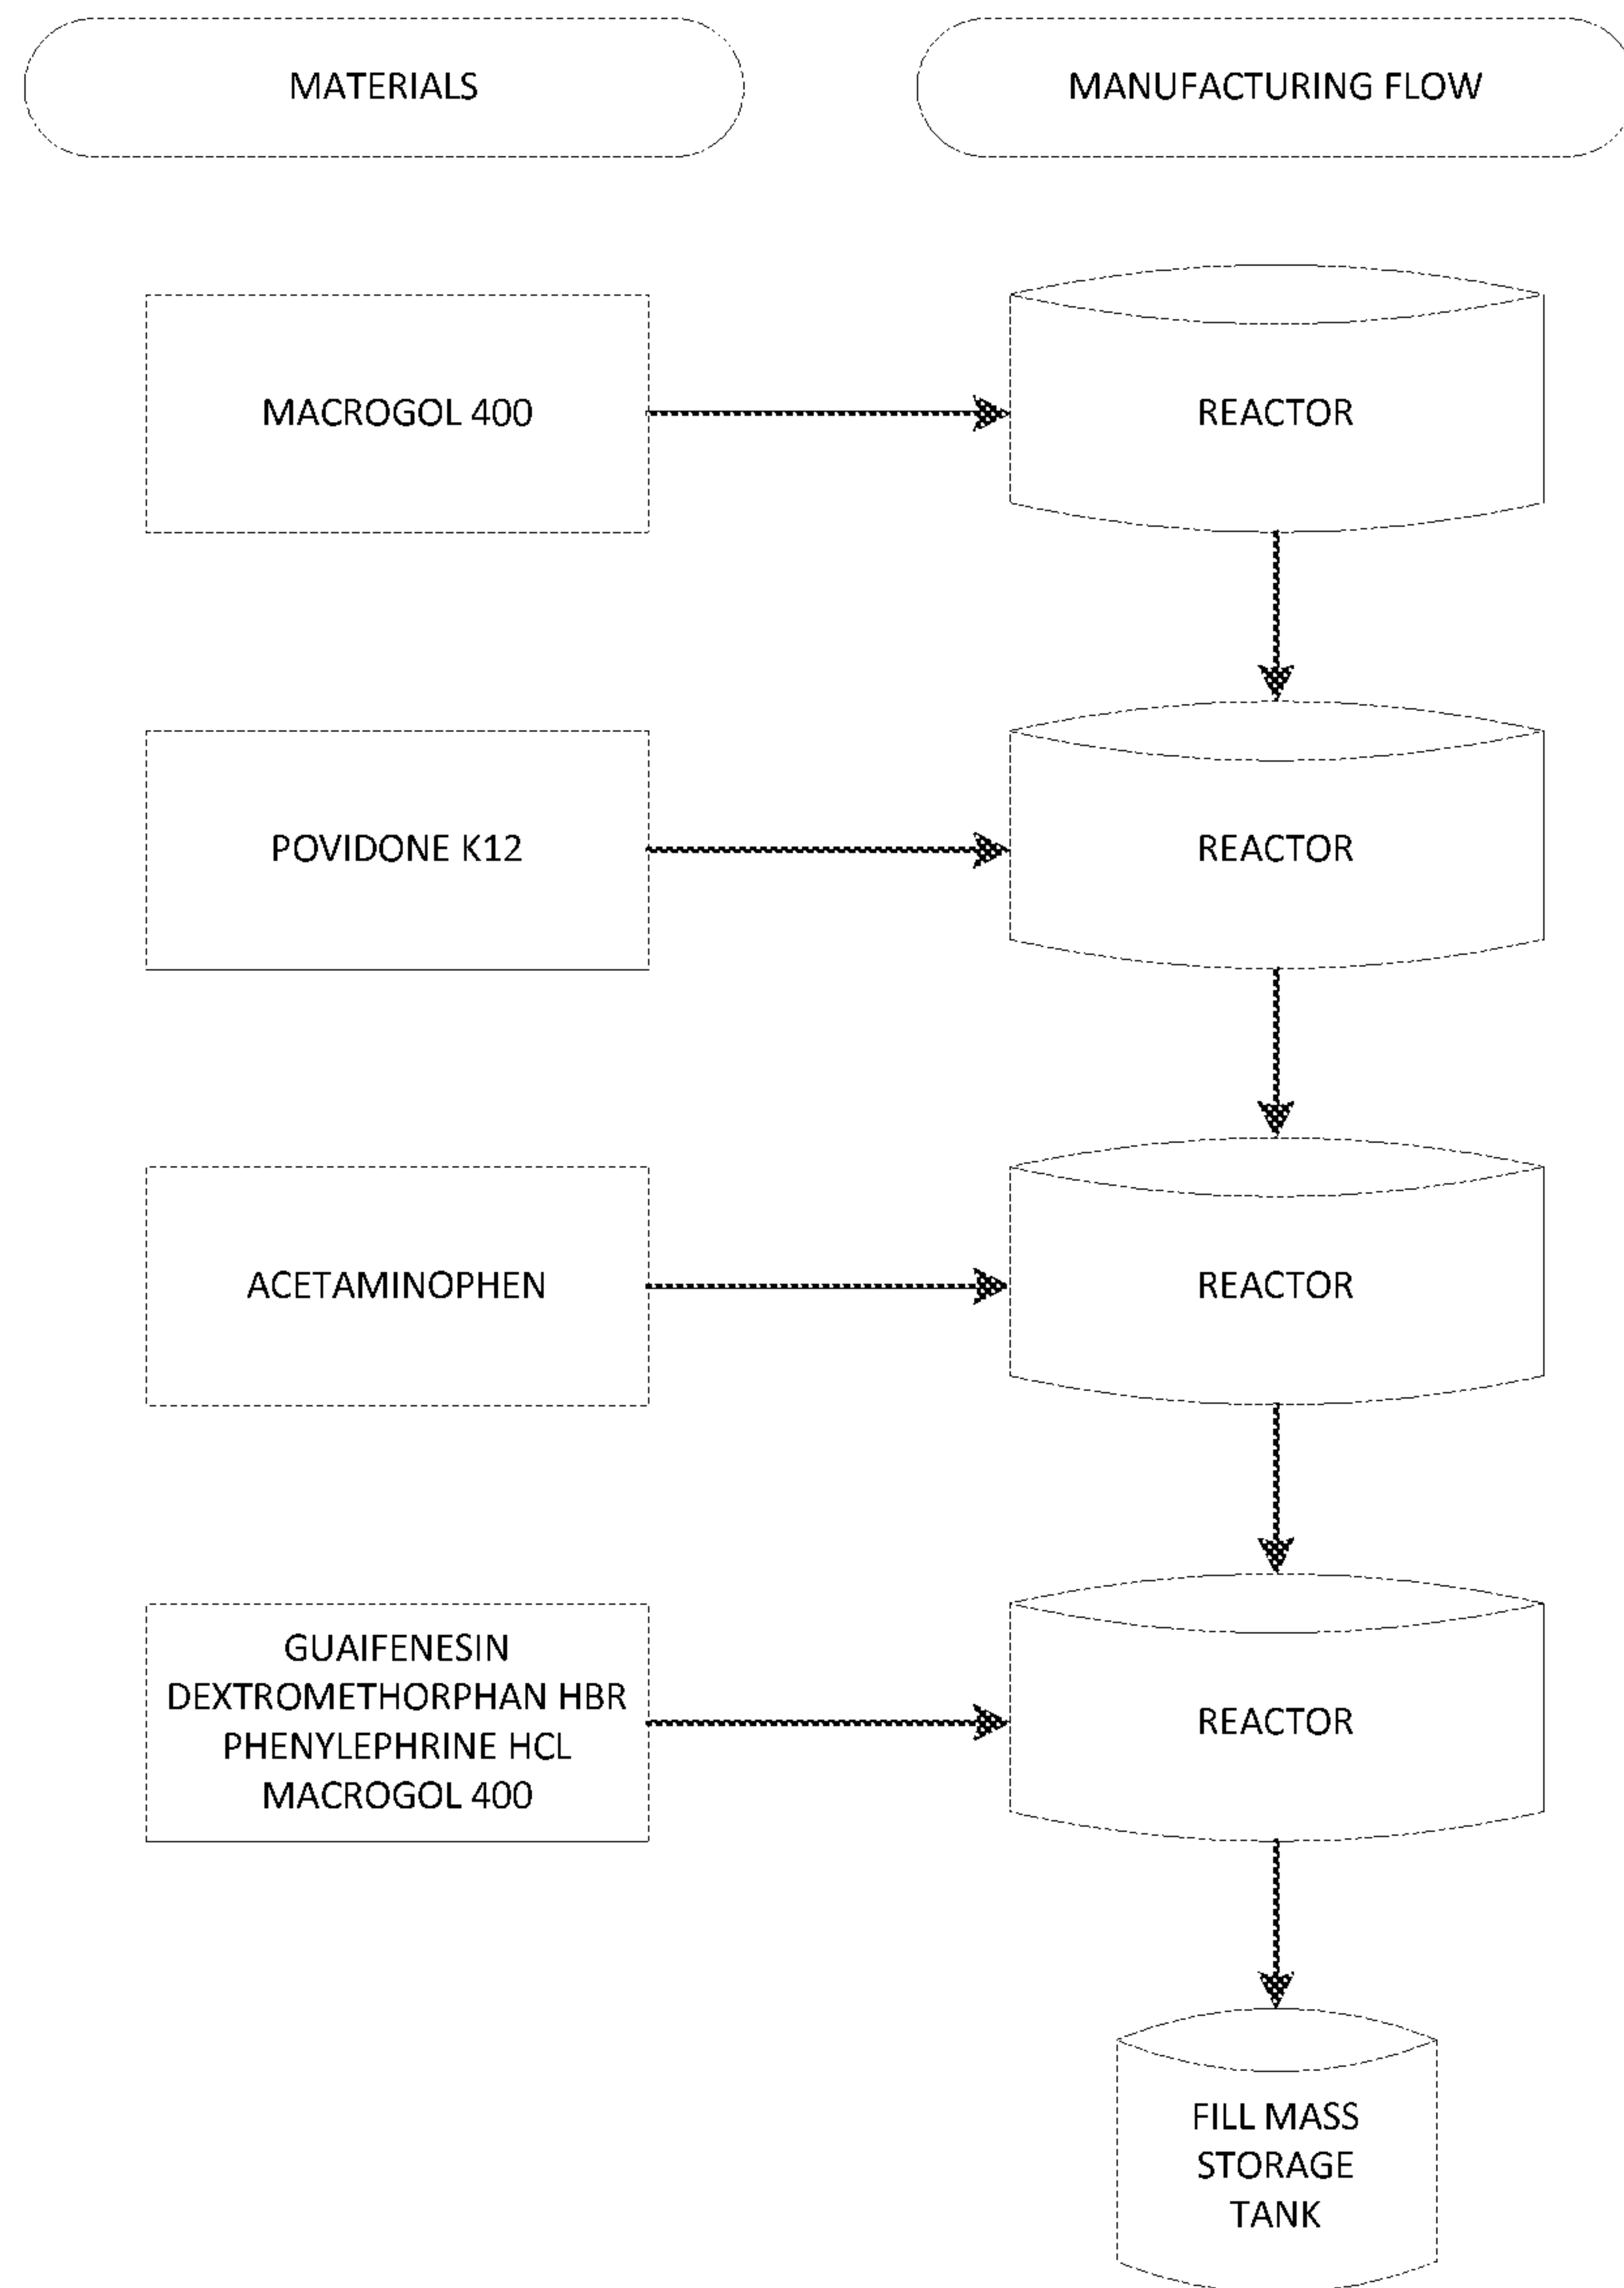 MATERIALS
MANUFACTURING FLOW
MACROGOL 400
REACTOR
POVIDONE K12
REACTOR
ACETAMINOPHEN
REACTOR
GUAIFENESIN
DEXTROMETHORPHAN HBR
PHENYLEPHRINE HCL
MACROGOL 400
REACTOR
FILL MASS
STORAGE
TANK